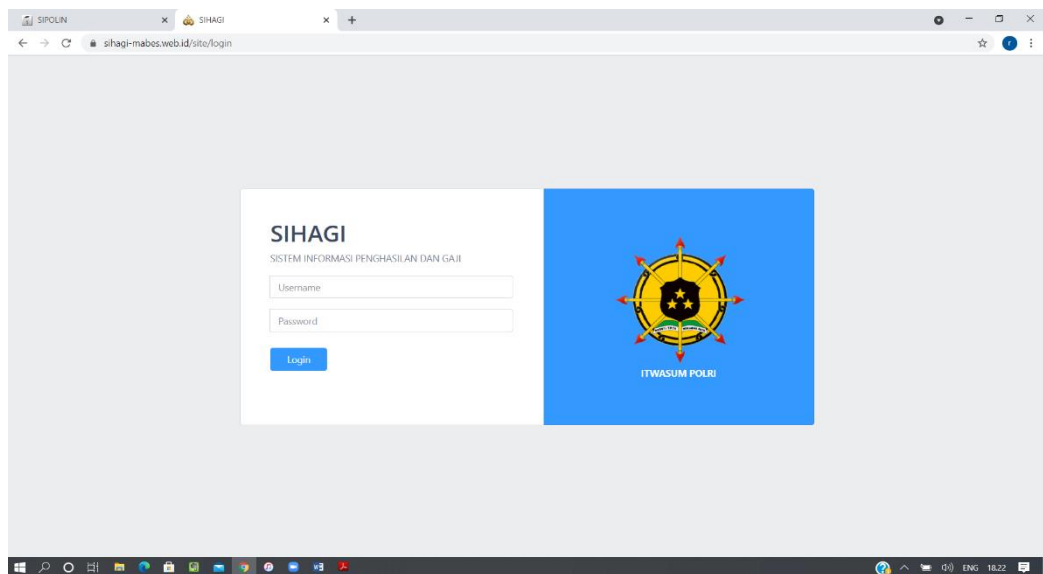 SIPOLIN
SIHAGI
sihagi-mabes.web.id/site/login
r
SIHAGI
SISTEM INFORMASI PENGHASILAN DAN GAJI
Username
Password
Login
ITWASUM POLRI
ENG 18.22